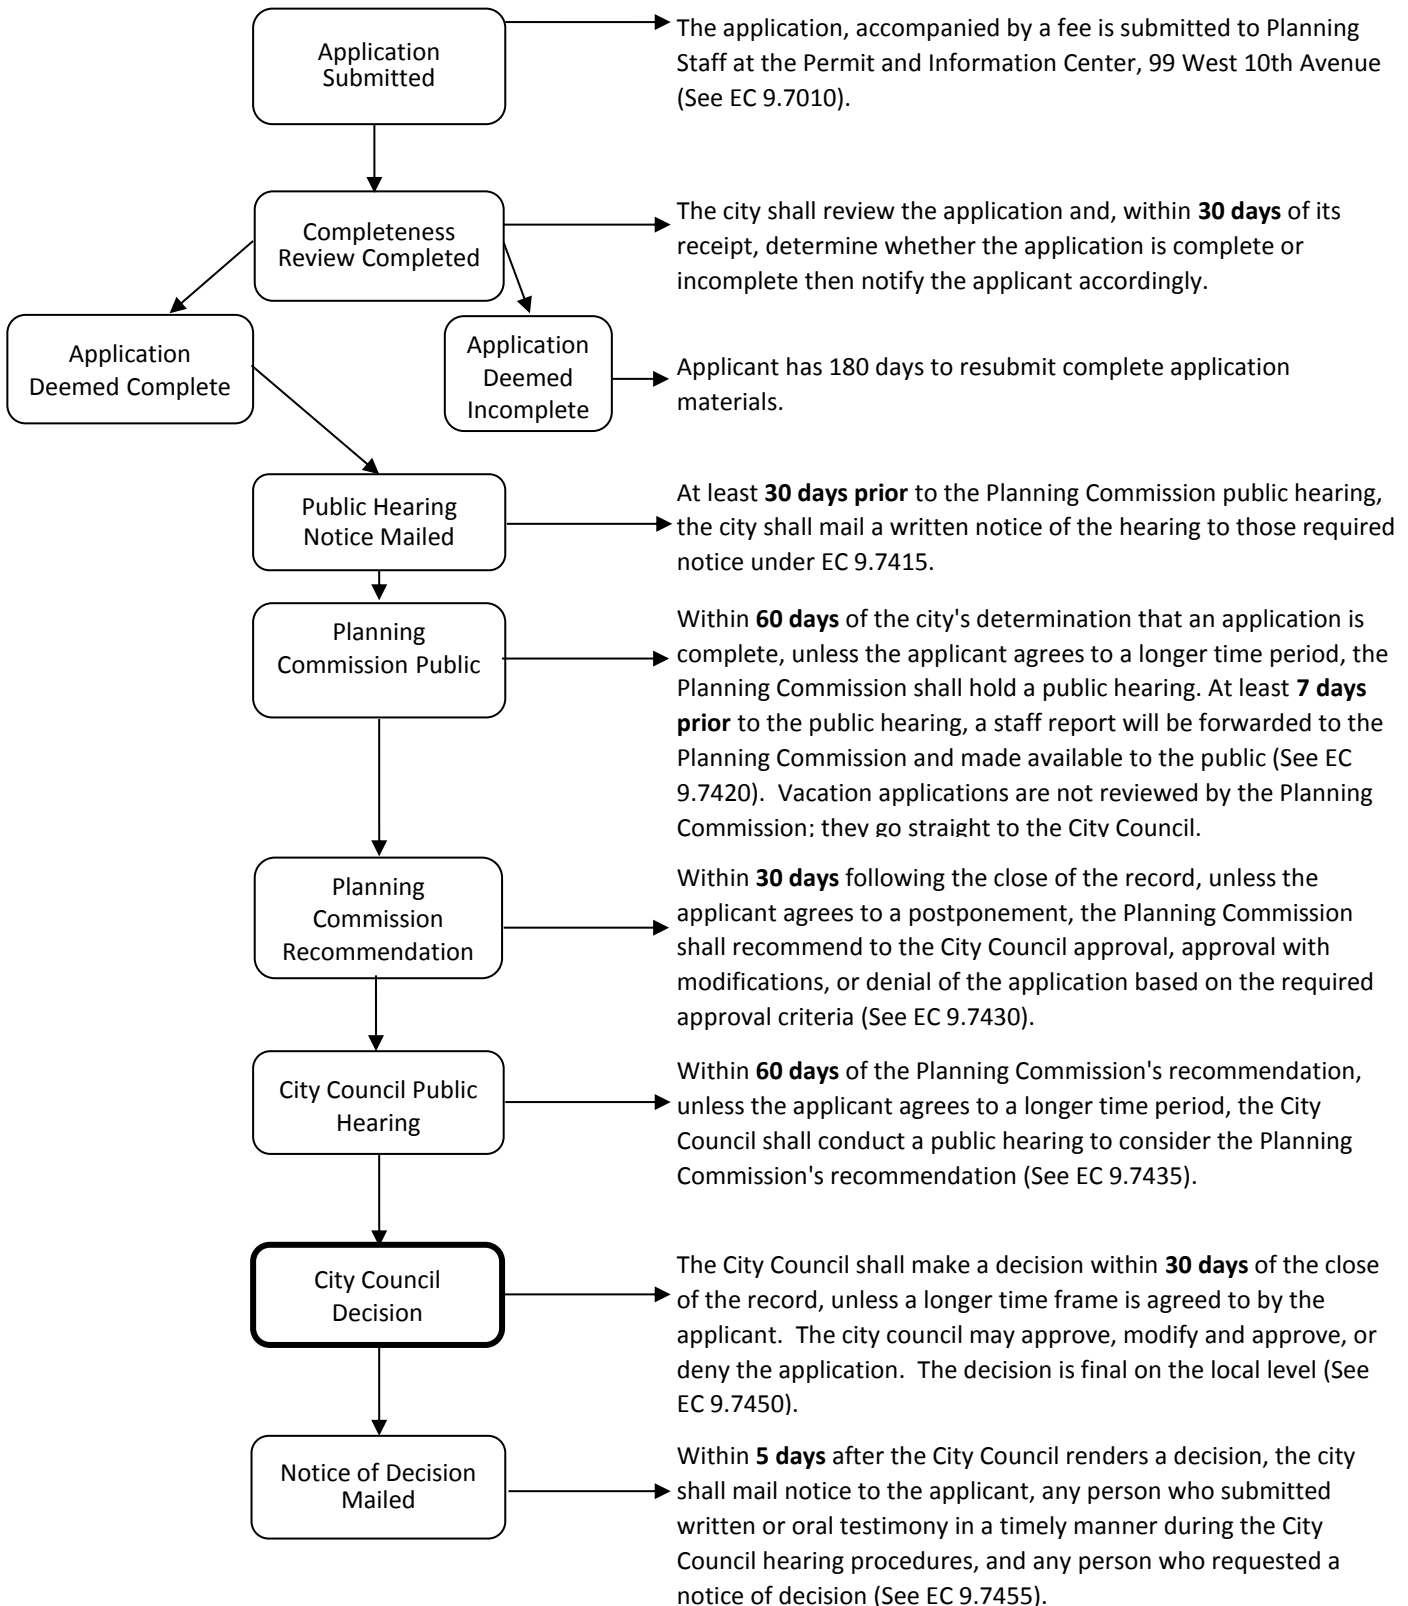 Application
Submitted
The application, accompanied by a fee is submitted to Planning
Staff at the Permit and Information Center, 99 West 10th Avenue
(See EC 9.7010).
Completeness
Review Completed
The city shall review the application and, within 30 days of its
receipt, determine whether the application is complete or
incomplete then notify the applicant accordingly.
Application
Deemed Complete
Application
Deemed
Incomplete
Applicant has 180 days to resubmit complete application
materials.
Public Hearing
Notice Mailed
At least 30 days prior to the Planning Commission public hearing,
the city shall mail a written notice of the hearing to those required
notice under EC 9.7415.
Planning
Commission Public
Within 60 days of the city's determination that an application is
complete, unless the applicant agrees to a longer time period, the
Planning Commission shall hold a public hearing. At least 7 days
prior to the public hearing, a staff report will be forwarded to the
Planning Commission and made available to the public (See EC
9.7420). Vacation applications are not reviewed by the Planning
Commission; they go straight to the City Council.
Planning
Commission
Recommendation
Within 30 days following the close of the record, unless the
applicant agrees to a postponement, the Planning Commission
shall recommend to the City Council approval, approval with
modifications, or denial of the application based on the required
approval criteria (See EC 9.7430).
City Council Public
Hearing
Within 60 days of the Planning Commission's recommendation,
unless the applicant agrees to a longer time period, the City
Council shall conduct a public hearing to consider the Planning
Commission's recommendation (See EC 9.7435).
City Council
Decision
The City Council shall make a decision within 30 days of the close
of the record, unless a longer time frame is agreed to by the
applicant. The city council may approve, modify and approve, or
deny the application. The decision is final on the local level (See
EC 9.7450).
Notice of Decision
Mailed
Within 5 days after the City Council renders a decision, the city
shall mail notice to the applicant, any person who submitted
written or oral testimony in a timely manner during the City
Council hearing procedures, and any person who requested a
notice of decision (See EC 9.7455).